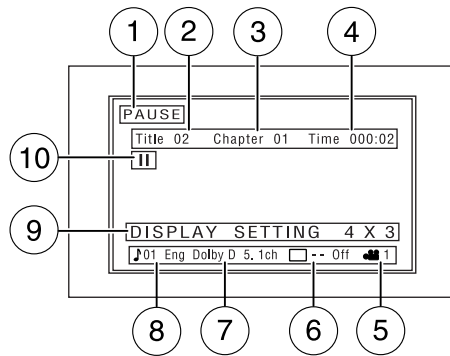 1 2 3 4
PAUSE
Title 02 Chapter 01 Time 000:02
10
9
DISPLAY SETTING 4 X 3
♪01 Eng Dolby D 5.1ch -- Off 1
8 7 6 5